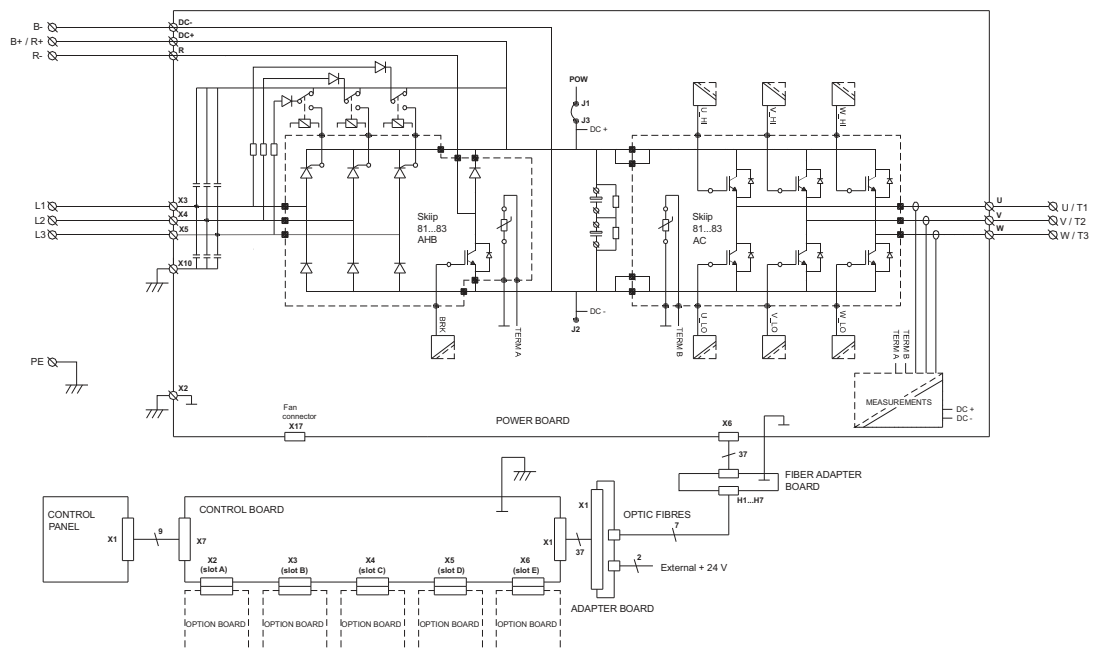 B-
DC-
B+ / R+
DC+
R-
R
POW
J1
J3
DC +
U_HI
V_HI
W_HI
L1
X3
L2
X4
L3
X5
X10
Skiip
81...83
AHB
Skiip
81...83
AC
U
U / T1
V
V / T2
W
W / T3
BRK
TERM A
DC -
J2
TERM B
U_LO
V_LO
W_LO
TERM B
TERM A
PE
X2
MEASUREMENTS
DC +
DC -
Fan
connector
X17
POWER BOARD
X6
37
FIBER ADAPTER
BOARD
H1...H7
CONTROL
PANEL
X1
9
X7
CONTROL BOARD
X1
37
X1
OPTIC FIBRES
7
2
External + 24 V
X2
(slot A)
X3
(slot B)
X4
(slot C)
X5
(slot D)
X6
(slot E)
ADAPTER BOARD
OPTION BOARD
OPTION BOARD
OPTION BOARD
OPTION BOARD
OPTION BOARD